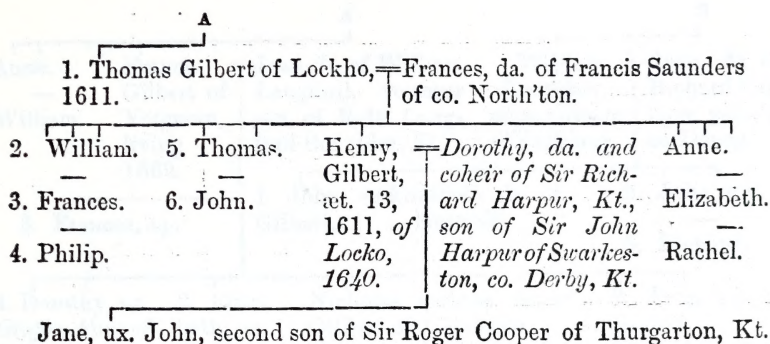 A
1. Thomas Gilbert of Lockho,=Frances, da. of Francis Saunders
1611. of co. North'ton.
2. William. 5. Thomas. Henry, =Dorothy, da. and Anne.
— — Gilbert, coheir of Sir Rich- —
3. Frances. 6. John. æt. 13, ard Harpur, Kt., Elizabeth.
— 1611, of son of Sir John —
4. Philip. Locko, Harpur of Swarkes- Rachel.
1640. ton, co. Derby, Kt.
Jane, ux. John, second son of Sir Roger Cooper of Thurgarton, Kt.